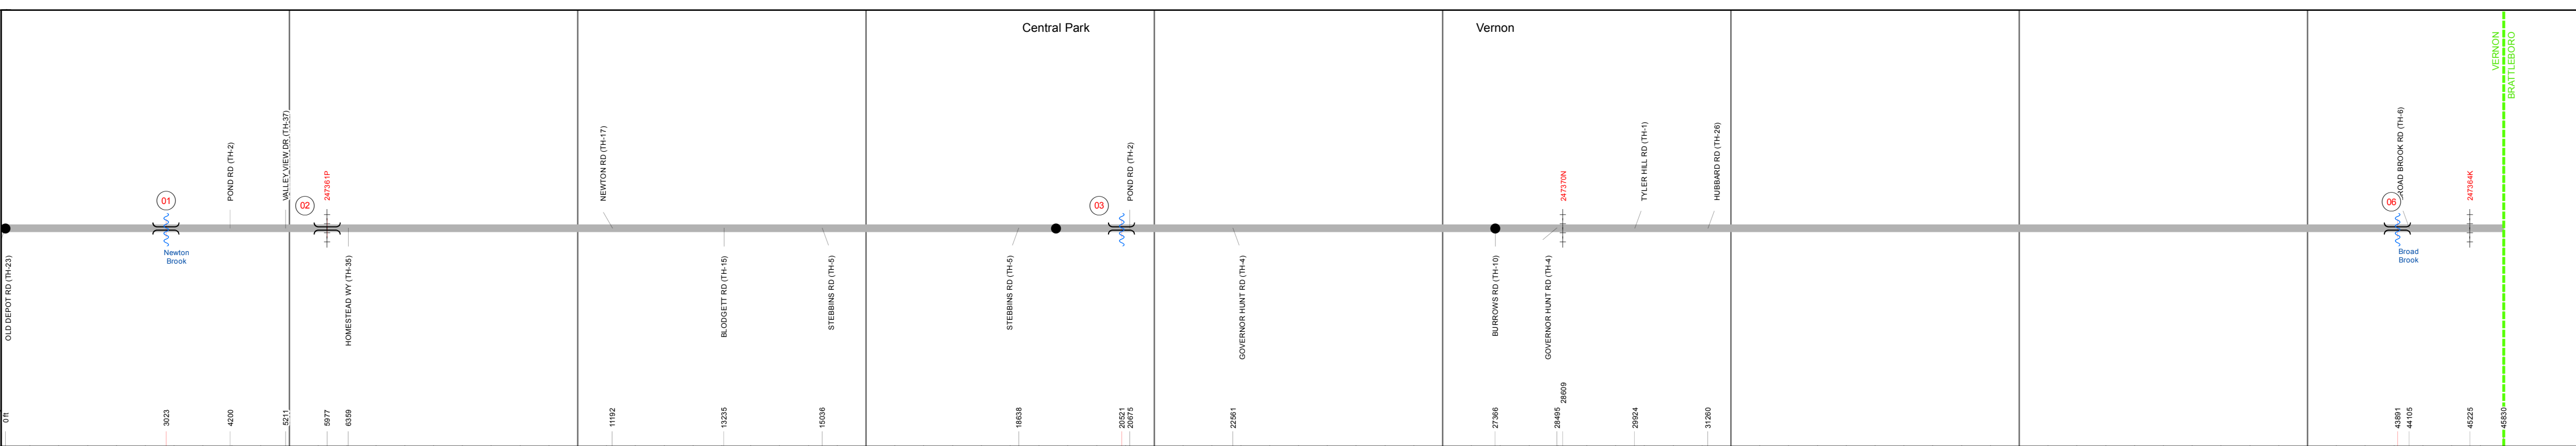 Central Park
Vernon
VERNON
BRATTLEBORO
01
POND RD (TH-2)
VALLEY VIEW DR (TH-37)
02
247361P
NEWTON RD (TH-17)
03
POND RD (TH-2)
247370N
TYLER HILL RD (TH-1)
HUBBARD RD (TH-26)
06
BROAD BROOK RD (TH-6)
247364K
OLD DEPOT RD (TH-23)
Newton
Brook
HOMESTEAD WY (TH-35)
BLODGETT RD (TH-15)
STEBBINS RD (TH-5)
STEBBINS RD (TH-5)
GOVERNOR HUNT RD (TH-4)
BURROWS RD (TH-10)
GOVERNOR HUNT RD (TH-4)
Broad
Brook
0 ft
3023
4200
5211
5977
6359
11192
13235
15036
18638
20521
20675
22561
27366
28495
28609
29924
31260
43891
44105
45225
45830